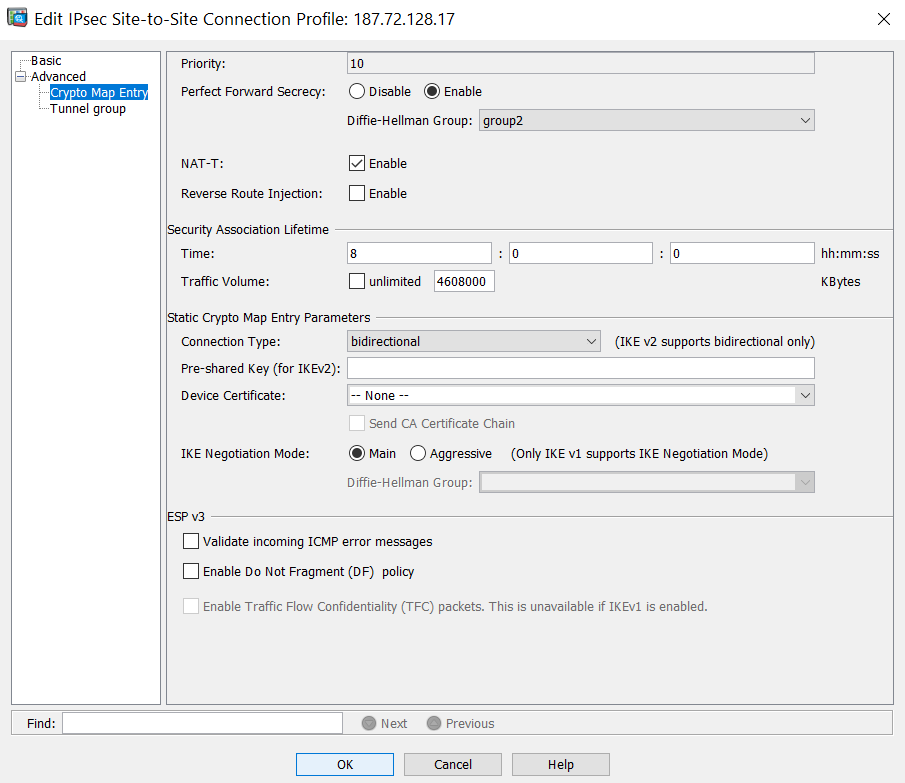 Edit IPsec Site-to-Site Connection Profile: 187.72.128.17
Basic
Advanced
Crypto Map Entry
Tunnel group
Priority: 10
Perfect Forward Secrecy: Disable Enable
Diffie-Hellman Group: group2
NAT-T: Enable
Reverse Route Injection: Enable
Security Association Lifetime
Time: 8 : 0 : 0 hh:mm:ss
Traffic Volume: unlimited 4608000 KBytes
Static Crypto Map Entry Parameters
Connection Type: bidirectional (IKE v2 supports bidirectional only)
Pre-shared Key (for IKEv2):
Device Certificate: -- None --
Send CA Certificate Chain
IKE Negotiation Mode: Main Aggressive (Only IKE v1 supports IKE Negotiation Mode)
Diffie-Hellman Group:
ESP v3
Validate incoming ICMP error messages
Enable Do Not Fragment (DF) policy
Enable Traffic Flow Confidentiality (TFC) packets. This is unavailable if IKEv1 is enabled.
Find: Next Previous
OK Cancel Help